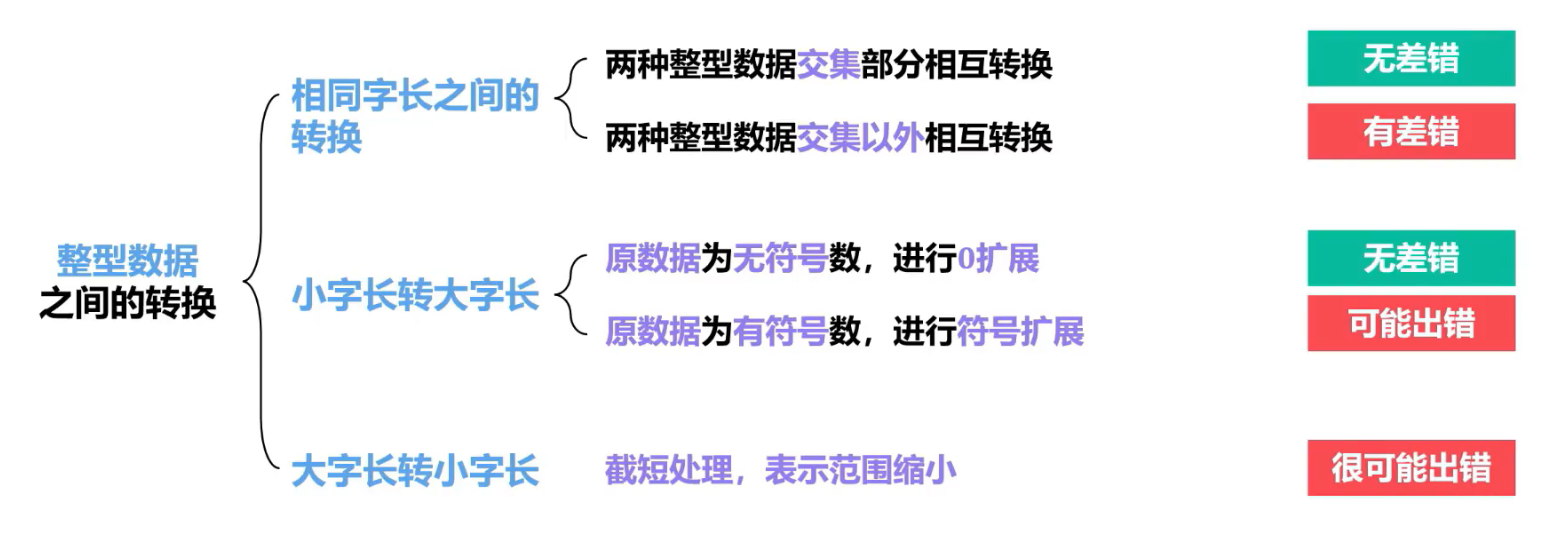 整型数据
之间的转换
相同字长之间的
转换
两种整型数据交集部分相互转换
无差错
两种整型数据交集以外相互转换
有差错
小字长转大字长
原数据为无符号数，进行0扩展
无差错
原数据为有符号数，进行符号扩展
可能出错
大字长转小字长
截短处理，表示范围缩小
很可能出错